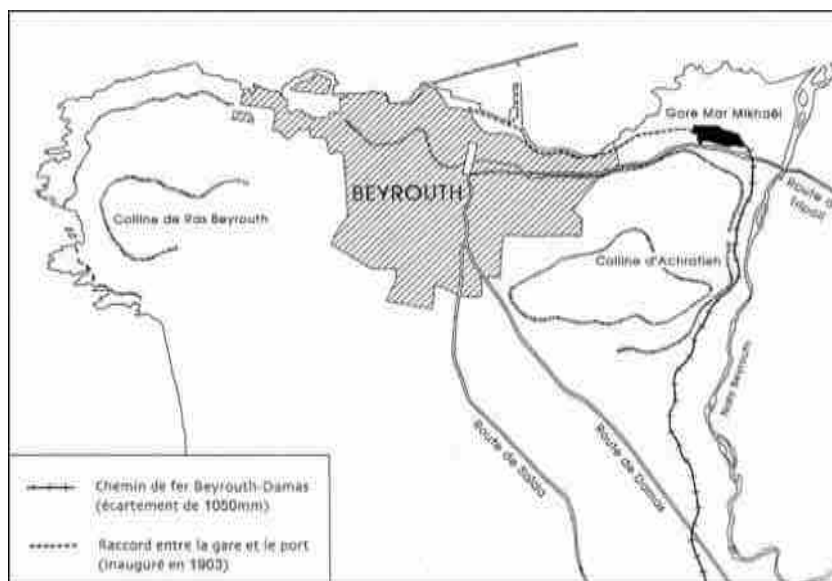 Gare Mar Mikhaël
BEYROUTH
Colline de Ras Beyrouth
Colline d'Achrafieh
Route de
Tripoli
Nahr Beyrouth
Route de Saïda
Route de Damas
Chemin de fer Beyrouth-Damas
(écartement de 1050mm)
Raccord entre la gare et le port
(inauguré en 1903)